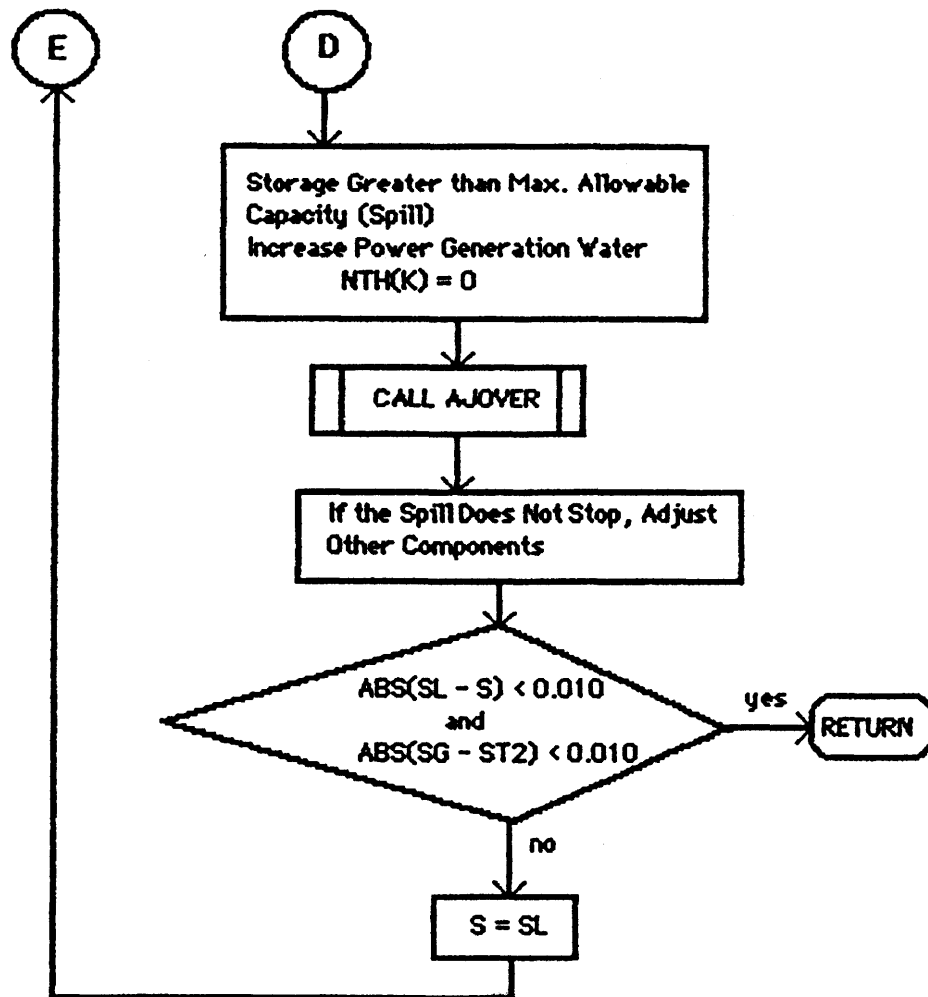 E
D
Storage Greater than Max. Allowable
Capacity (Spill)
Increase Power Generation Water
NTH(K) = 0
CALL AJOVER
If the Spill Does Not Stop, Adjust
Other Components
ABS(SL - S) < 0.010
and
ABS(SG - ST2) < 0.010
yes
RETURN
no
S = SL